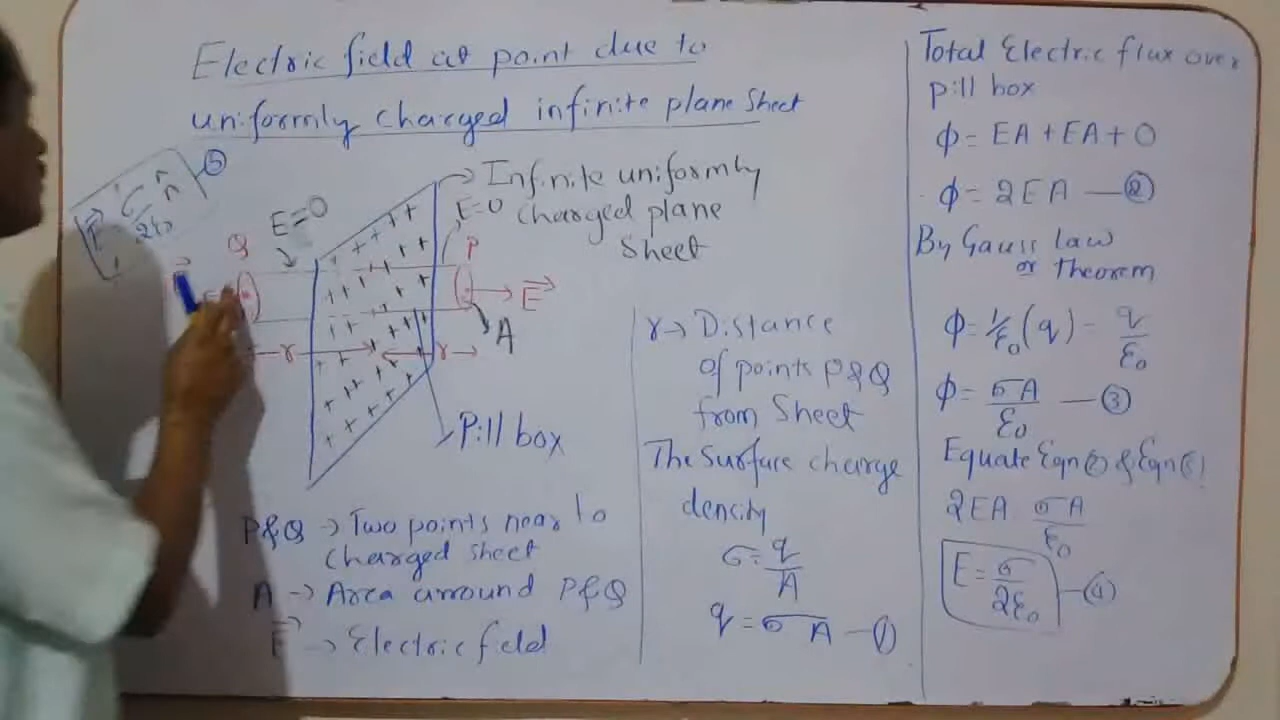 Electric field at point due to
uniformly charged infinite plane sheet
E⃗ = σ/2ε₀ n̂ — ⑤
Infinite uniformly
charged plane
Sheet
E=0
E=0
Q
P
E⃗
A
r
r
Pill box
P&Q → Two points near to
charged sheet
A → Area around P&Q
E⃗ → Electric field
r → Distance
of points P&Q
from Sheet
The Surface charge
density
σ = q/A
q = σA — ①
Total Electric flux over
pill box
ϕ = EA + EA + 0
ϕ = 2EA — ②
By Gauss law
or Theorem
ϕ = 1/ε₀ (q) = q/ε₀
ϕ = σA/ε₀ — ③
Equate Eqn ② & Eqn
2EA σA/ε₀
E = σ/2ε₀ — ④